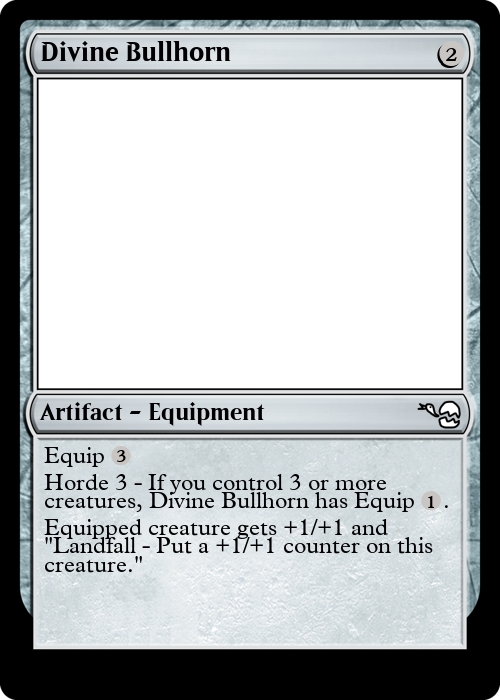 Divine Bullhorn 2
Artifact – Equipment
Equip 3
Horde 3 - If you control 3 or more
creatures, Divine Bullhorn has Equip 1 .
Equipped creature gets +1/+1 and
"Landfall - Put a +1/+1 counter on this
creature."